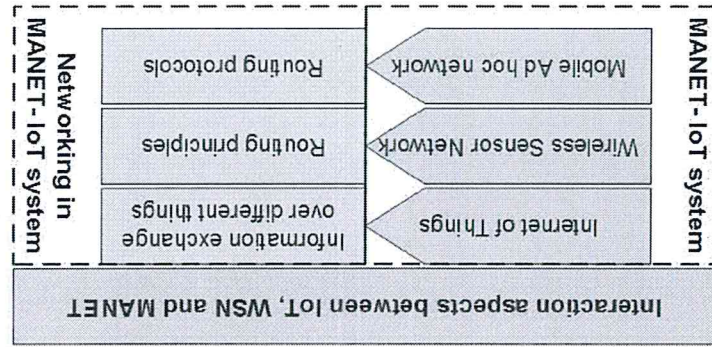 Interaction aspects between IoT, WSN and MANET
MANET- IoT system
Internet of Things
Wireless Sensor Network
Mobile Ad hoc network
Information exchange
over different things
Routing principles
Routing protocols
Networking in
MANET- IoT system